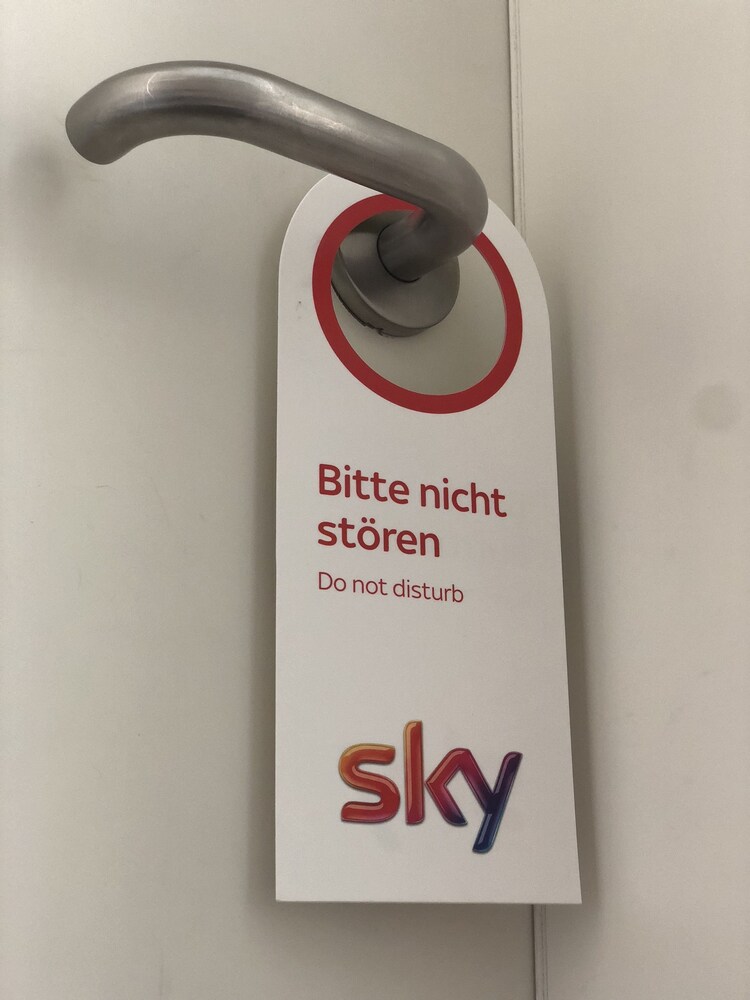 Bitte nicht
stören
Do not disturb
sky